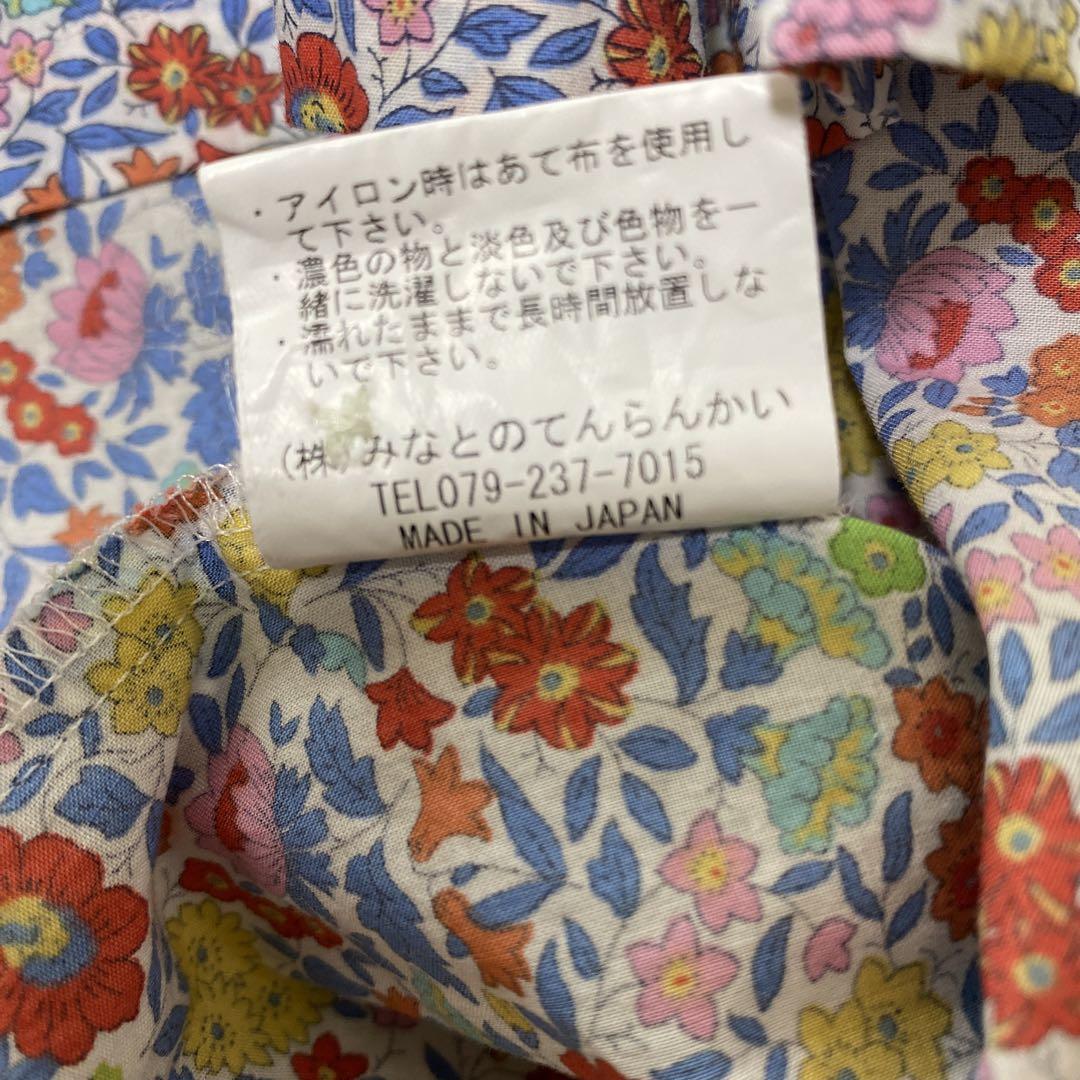 ・アイロン時はあて布を使用し
て下さい。
・濃色の物と淡色及び色物を一
緒に洗濯しないで下さい。
・濡れたままで長時間放置しな
いで下さい。
(株)みなとのてんらんかい
TEL079-237-7015
MADE IN JAPAN